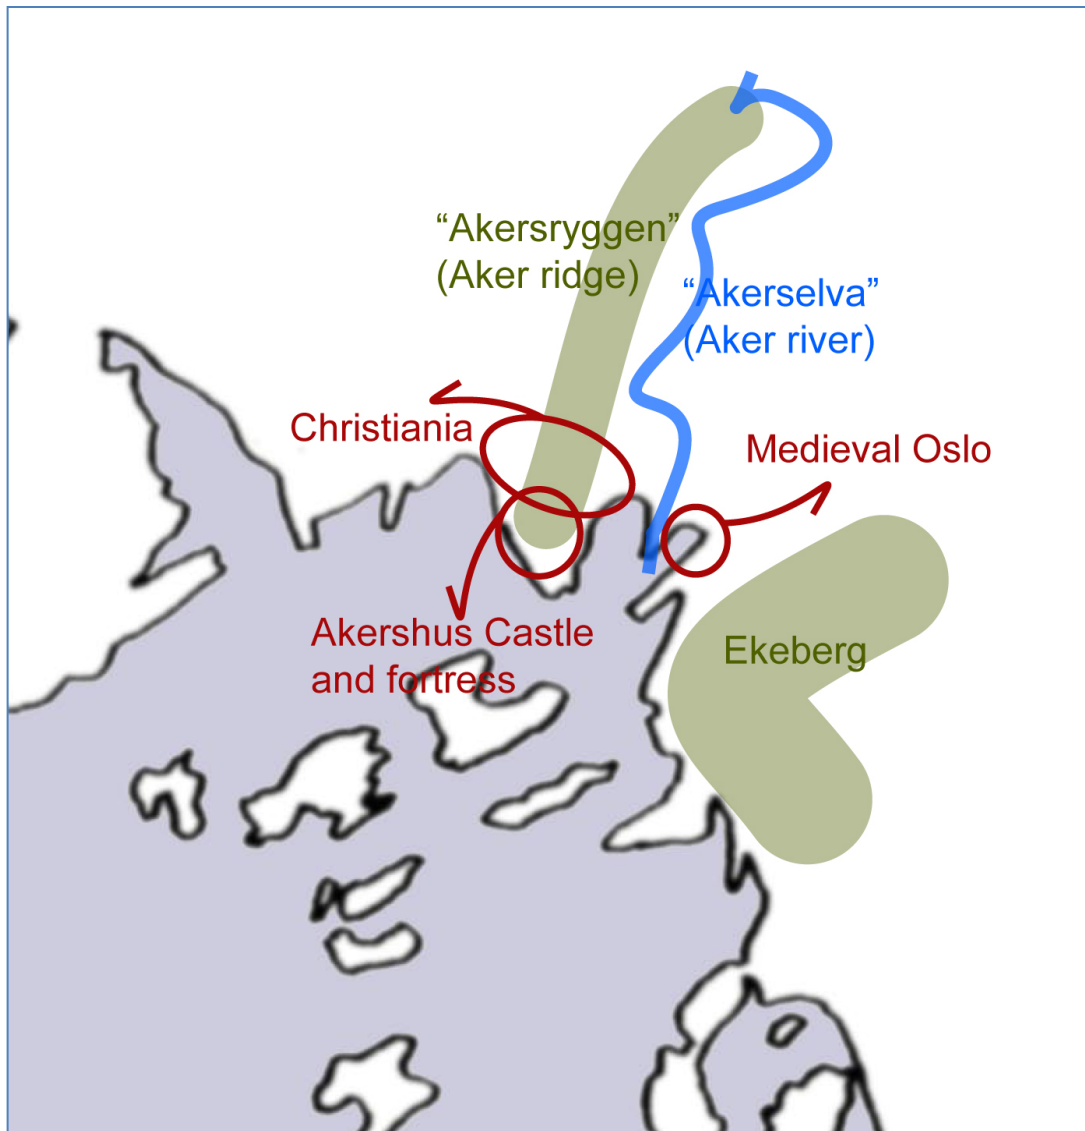 “Akersryggen”
(Aker ridge)
“Akerselva”
(Aker river)
Christiania
Medieval Oslo
Akershus Castle
and fortress
Ekeberg